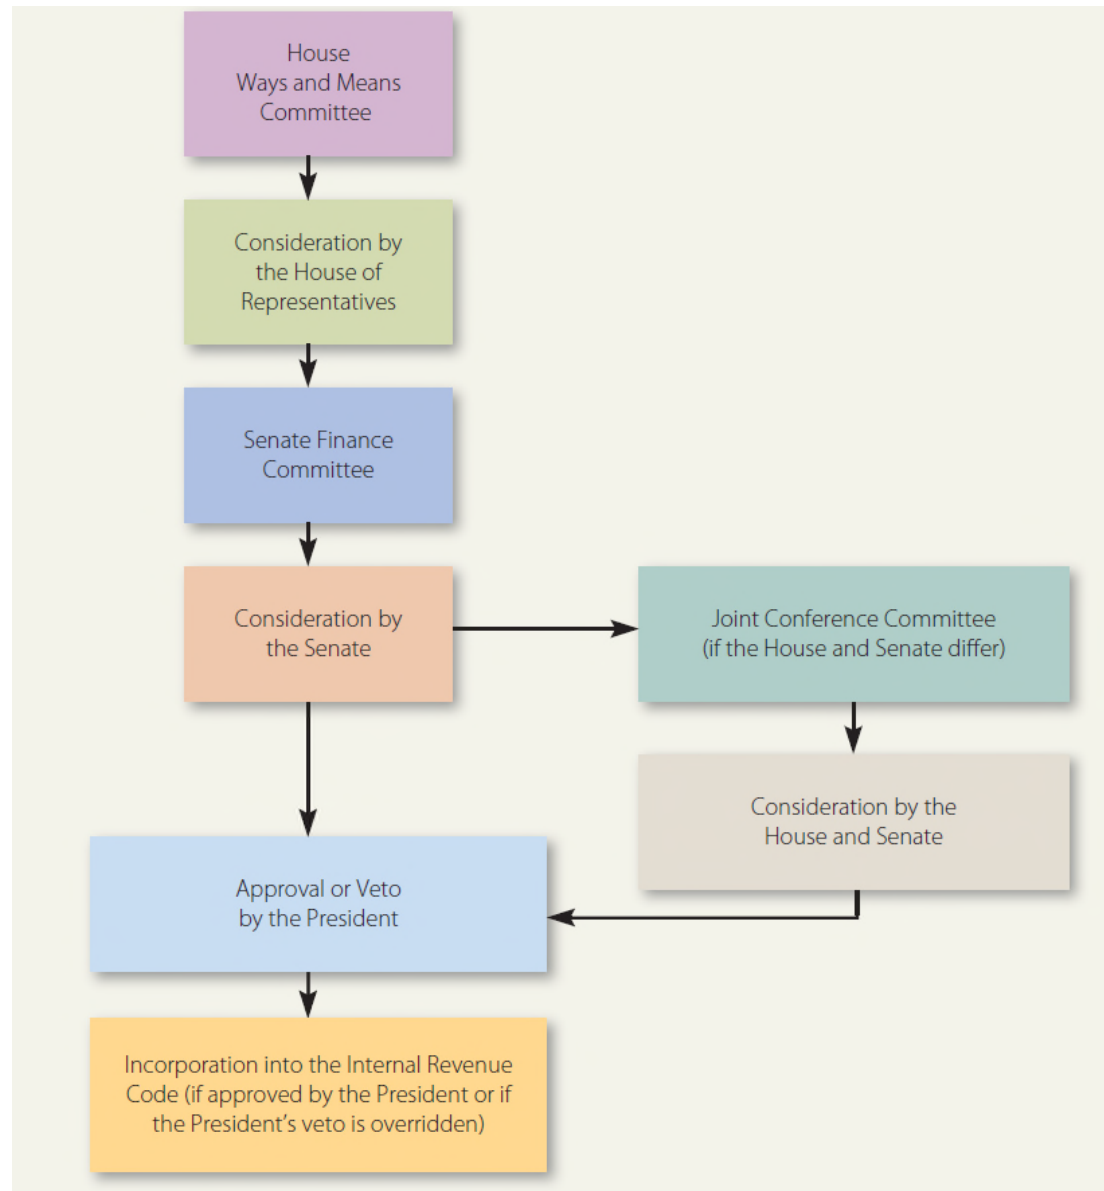 House
Ways and Means
Committee
Consideration by
the House of
Representatives
Senate Finance
Committee
Consideration by
the Senate
Joint Conference Committee
(if the House and Senate differ)
Consideration by the
House and Senate
Approval or Veto
by the President
Incorporation into the Internal Revenue
Code (if approved by the President or if
the President’s veto is overridden)